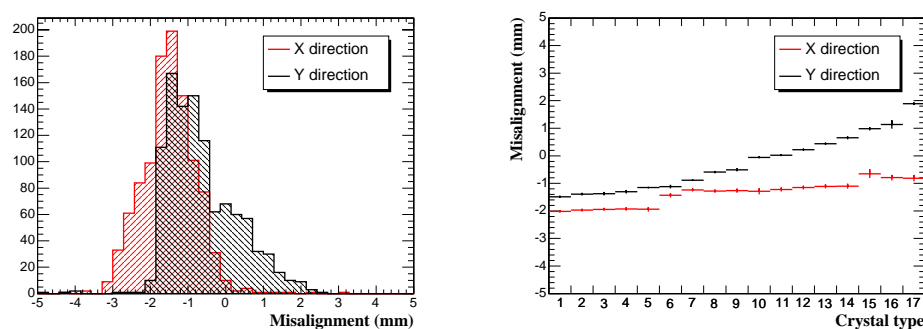 200
180
160
140
120
100
80
60
40
20
0
-5 -4 -3 -2 -1 0 1 2 3 4 5
Misalignment (mm)
X direction
Y direction
Misalignment (mm)
5
4
3
2
1
0
-1
-2
-3
-4
-5
1 2 3 4 5 6 7 8 9 10 11 12 13 14 15 16 17
Crystal type
X direction
Y direction